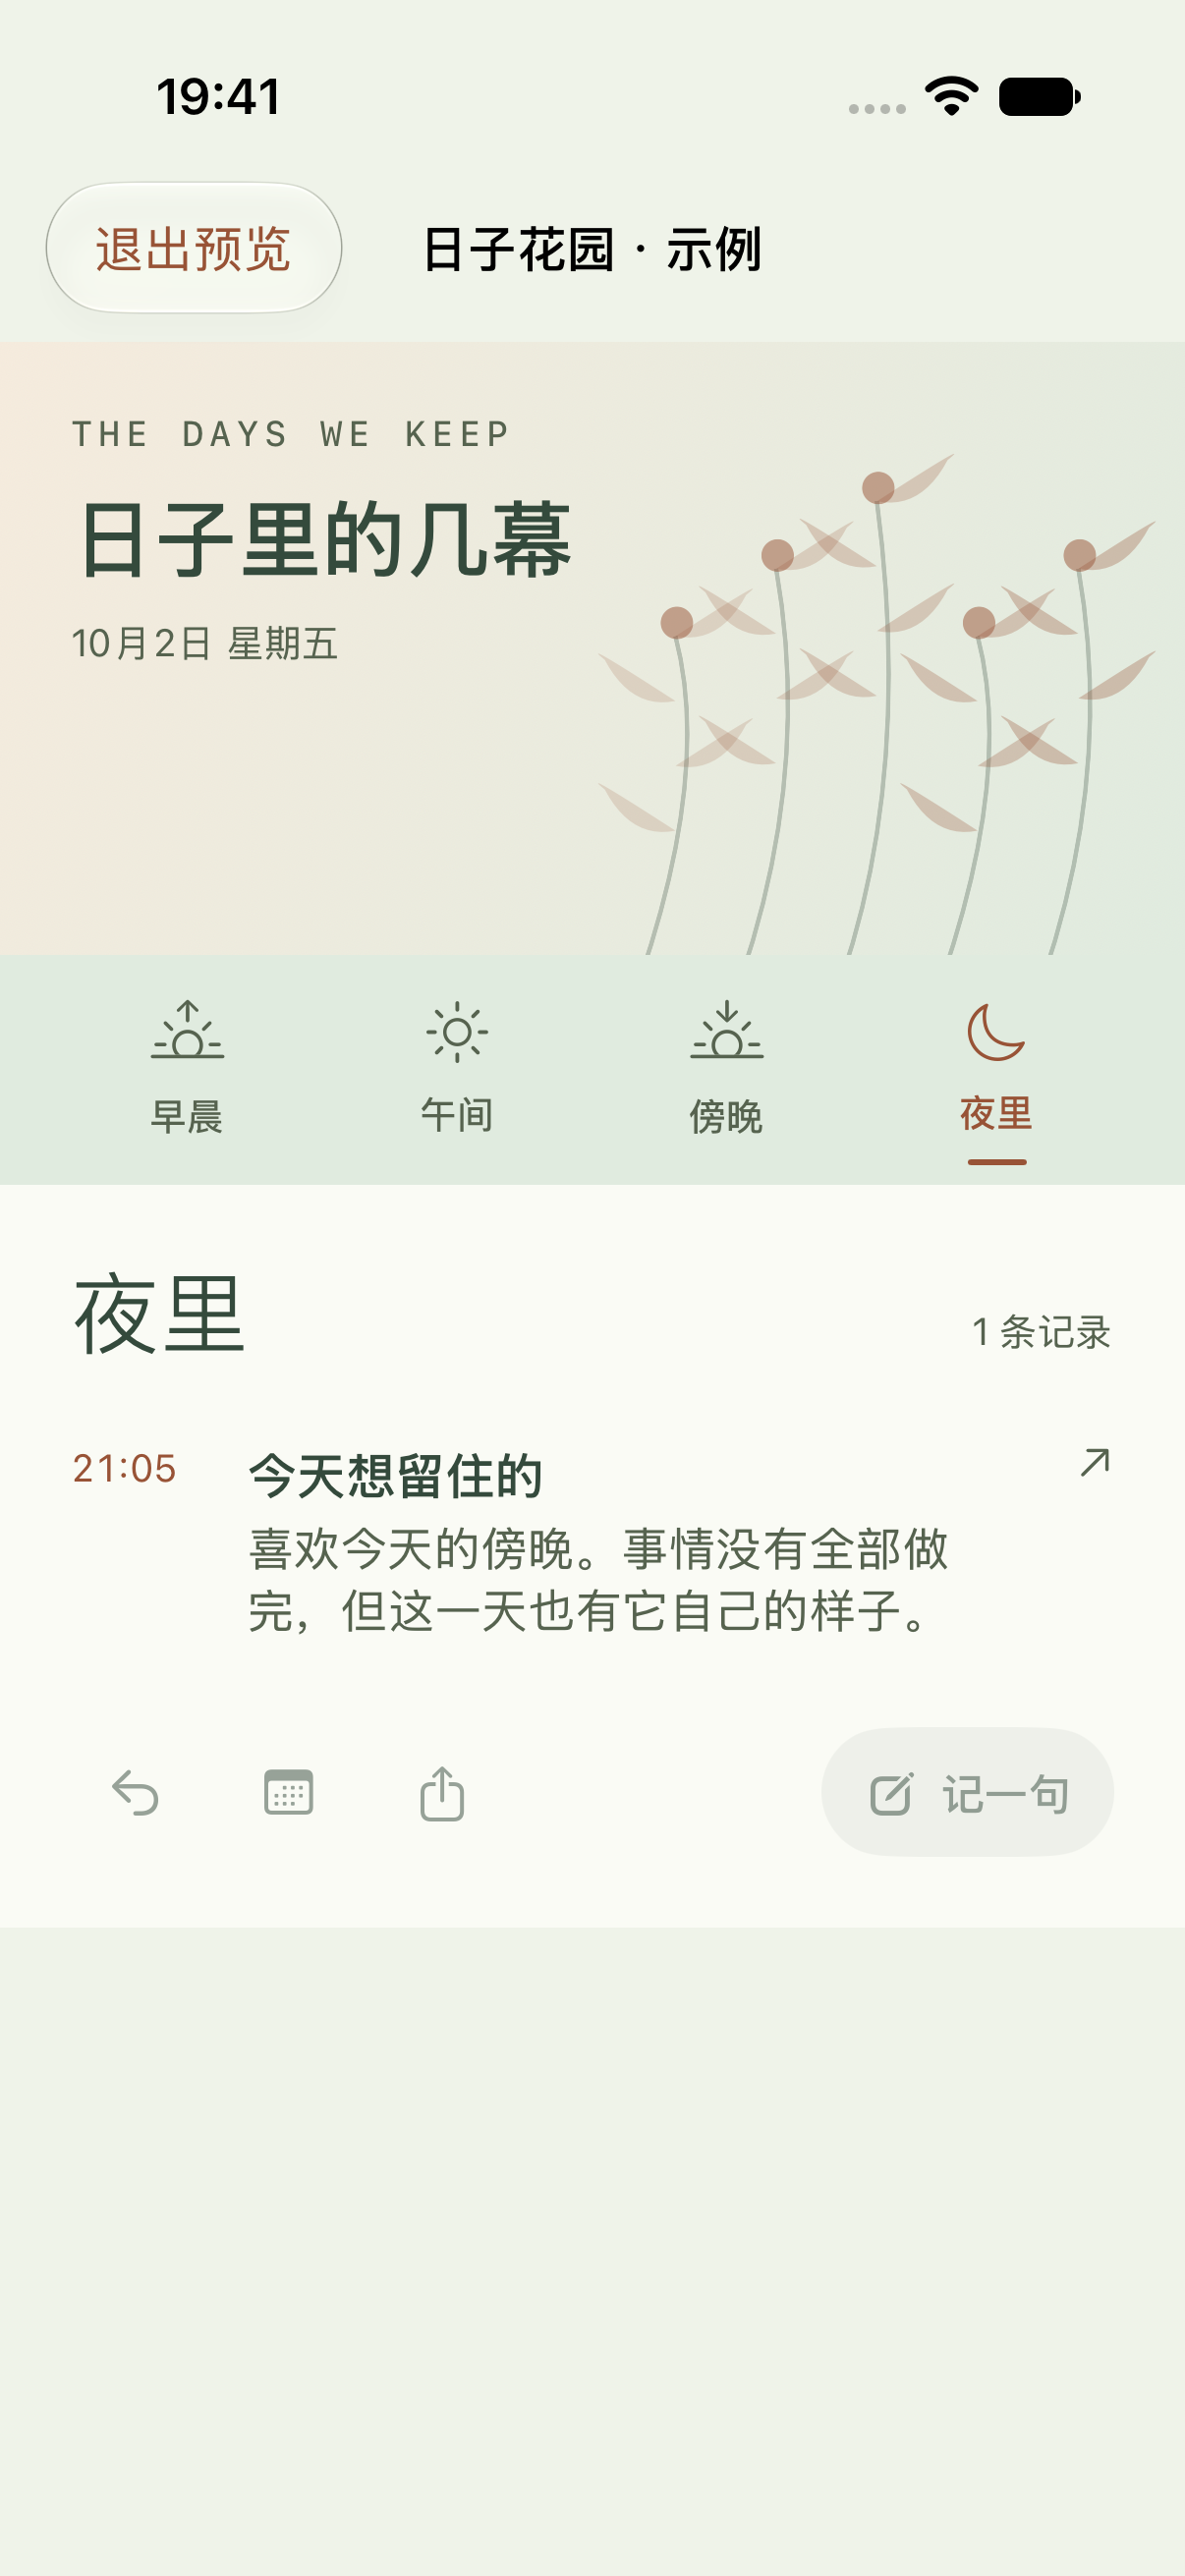 19:41
退出预览
日子花园 · 示例
THE DAYS WE KEEP
日子里的几幕
10月2日 星期五
早晨
午间
傍晚
夜里
夜里
1 条记录
21:05
今天想留住的
喜欢今天的傍晚。事情没有全部做
完，但这一天也有它自己的样子。
记一句